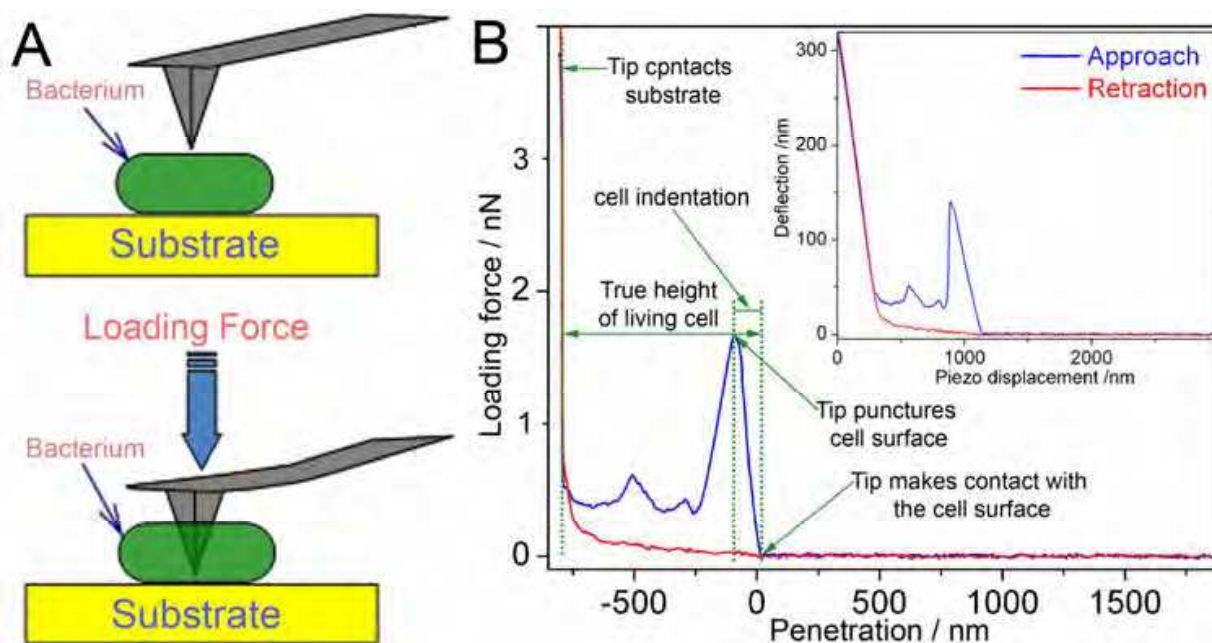 A
Bacterium
Substrate
Loading Force
Bacterium
Substrate
B
Loading force / nN
3
2
1
0
-500
0
500
1000
1500
Penetration / nm
Tip cpntacts
substrate
cell indentation
True height
of living cell
Tip punctures
cell surface
Tip makes contact with
the cell surface
Approach
Retraction
Deflection /nm
300
150
0
0
1000
2000
Piezo displacement /nm